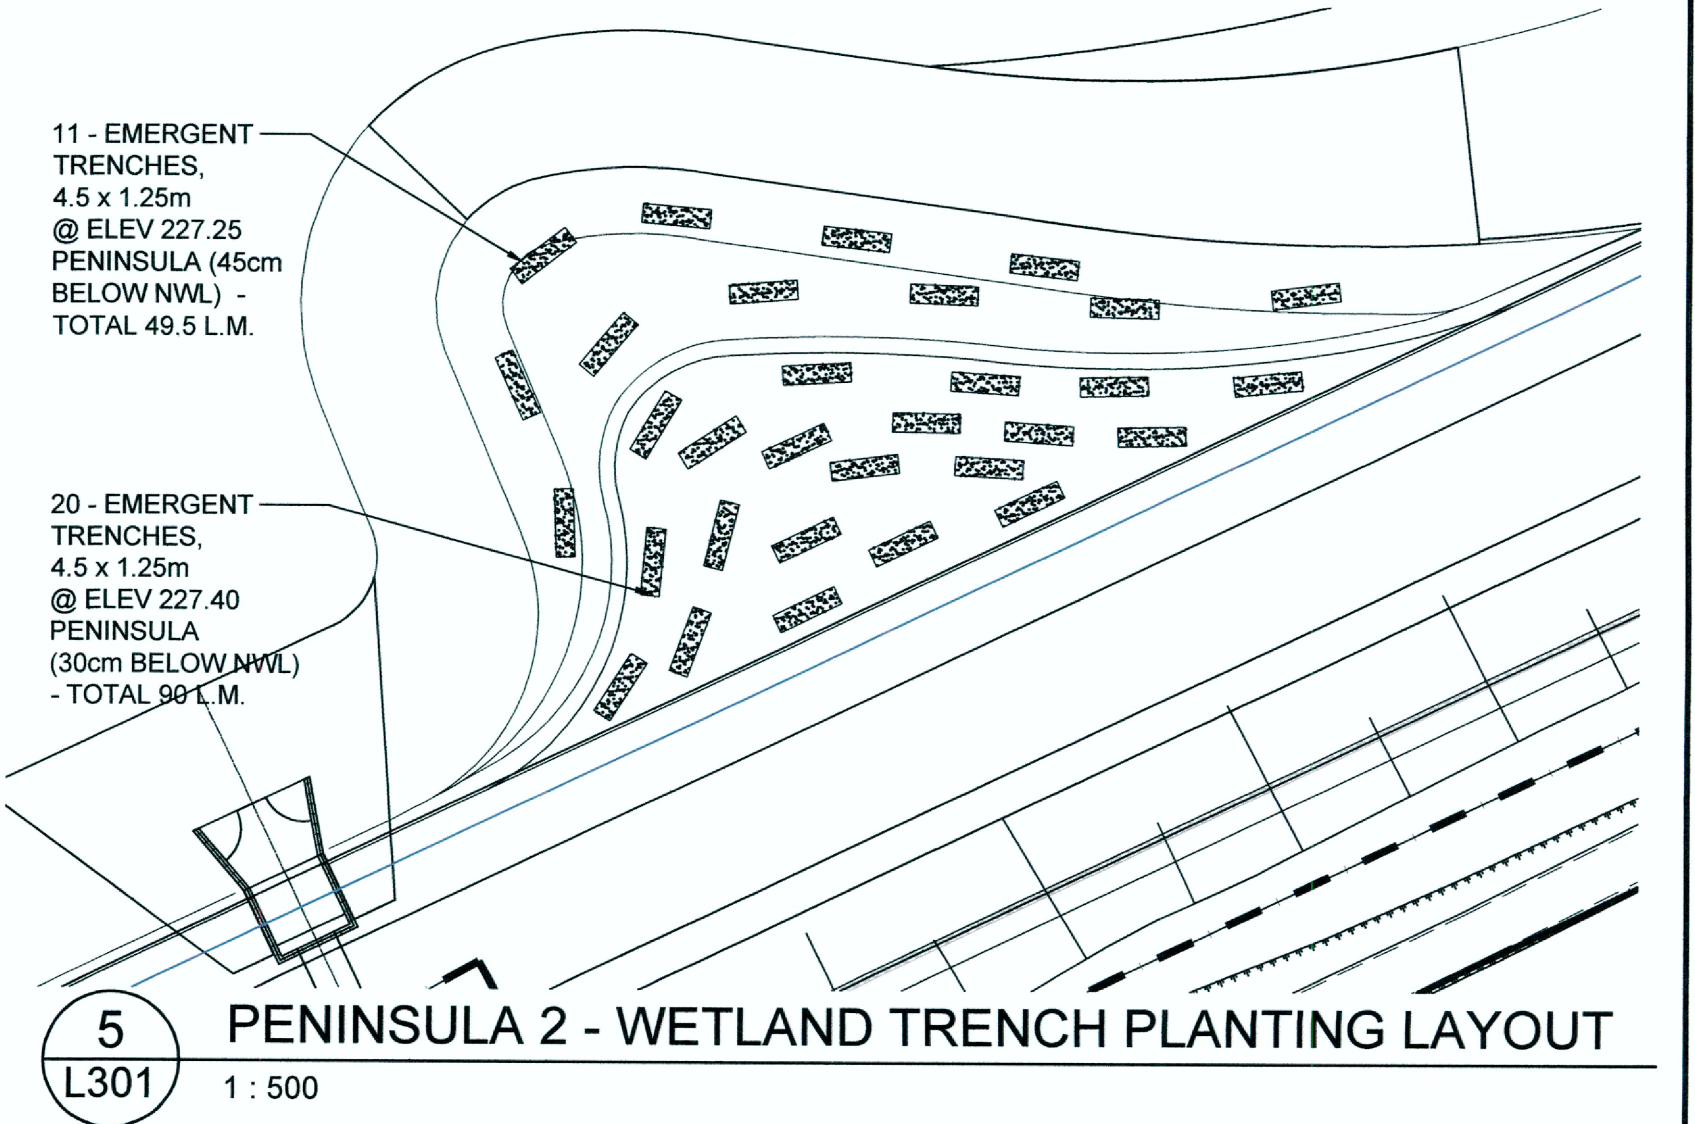 11 - EMERGENT
TRENCHES,
4.5 x 1.25m
@ ELEV 227.25
PENINSULA (45cm
BELOW NWL) -
TOTAL 49.5 L.M.
20 - EMERGENT
TRENCHES,
4.5 x 1.25m
@ ELEV 227.40
PENINSULA
(30cm BELOW NWL)
- TOTAL 90 L.M.
5
L301
PENINSULA 2 - WETLAND TRENCH PLANTING LAYOUT
1 : 500